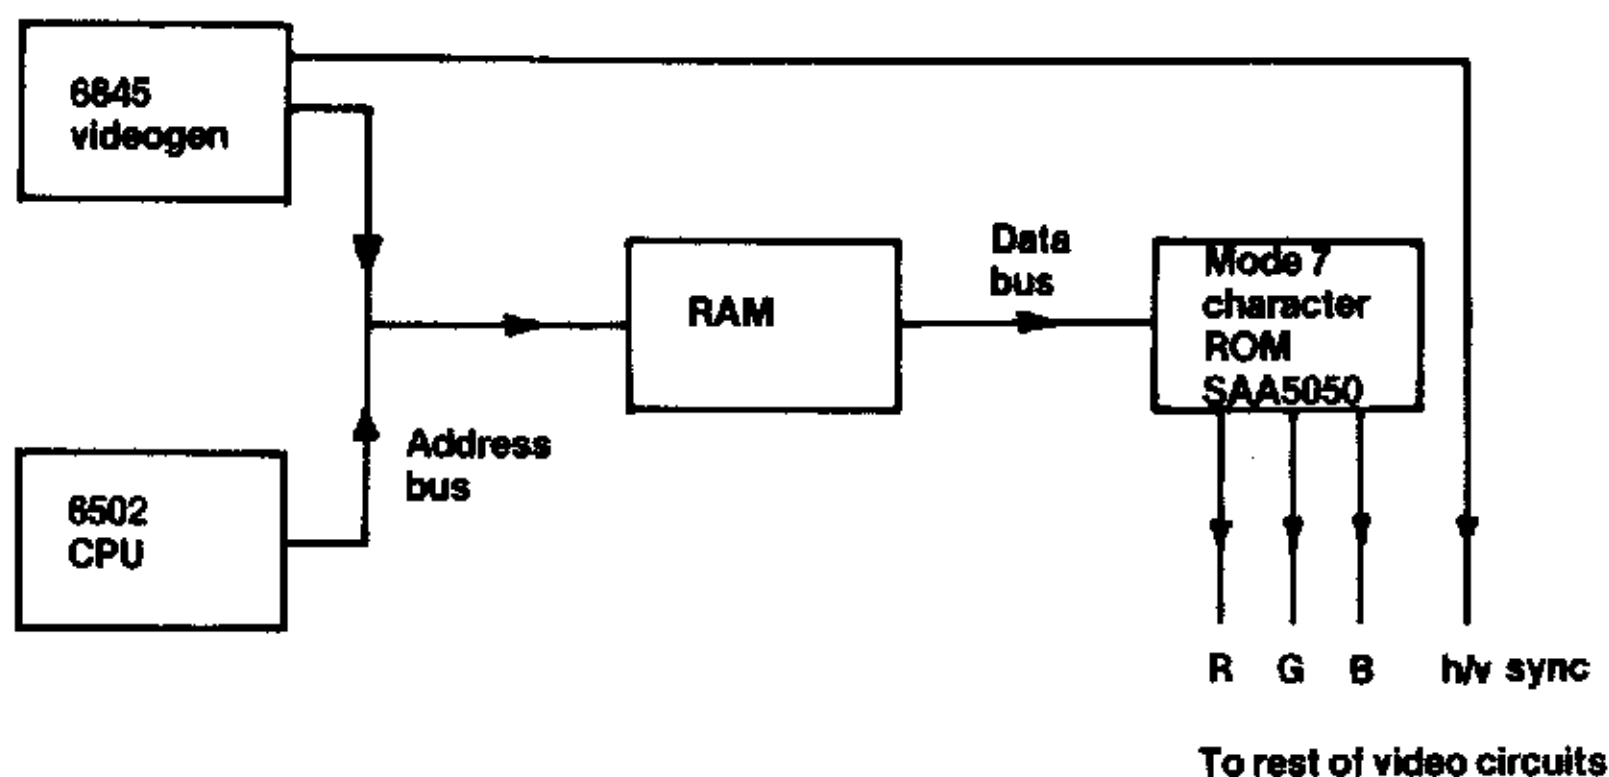 6845
videogen
Data
bus
RAM
Mode 7
character
ROM
SAA5050
Address
bus
6502
CPU
R G B h/v sync
To rest of video circuits